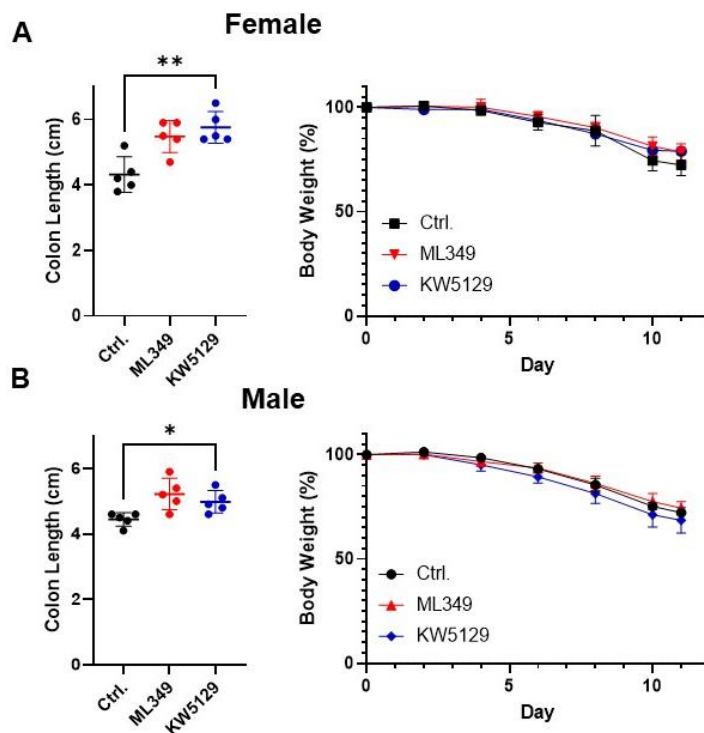 A
Female
**
Colon Length (cm)
6
4
2
0
Ctrl.
ML349
KW5129
Body Weight (%)
100
50
0
Ctrl.
ML349
KW5129
0
5
10
Day
B
Male
*
Colon Length (cm)
6
4
2
0
Ctrl.
ML349
KW5129
Body Weight (%)
100
50
0
Ctrl.
ML349
KW5129
0
5
10
Day